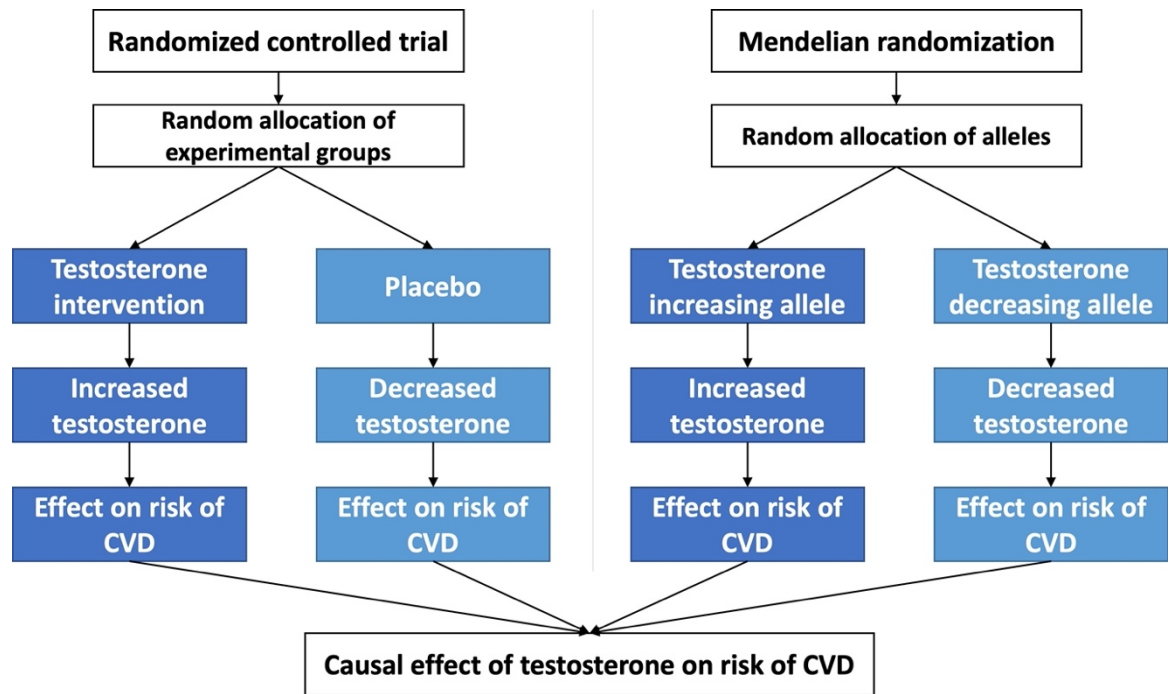 Randomized controlled trial
Random allocation of
experimental groups
Testosterone
intervention
Placebo
Increased
testosterone
Decreased
testosterone
Effect on risk of
CVD
Effect on risk of
CVD
Mendelian randomization
Random allocation of alleles
Testosterone
increasing allele
Testosterone
decreasing allele
Increased
testosterone
Decreased
testosterone
Effect on risk of
CVD
Effect on risk of
CVD
Causal effect of testosterone on risk of CVD